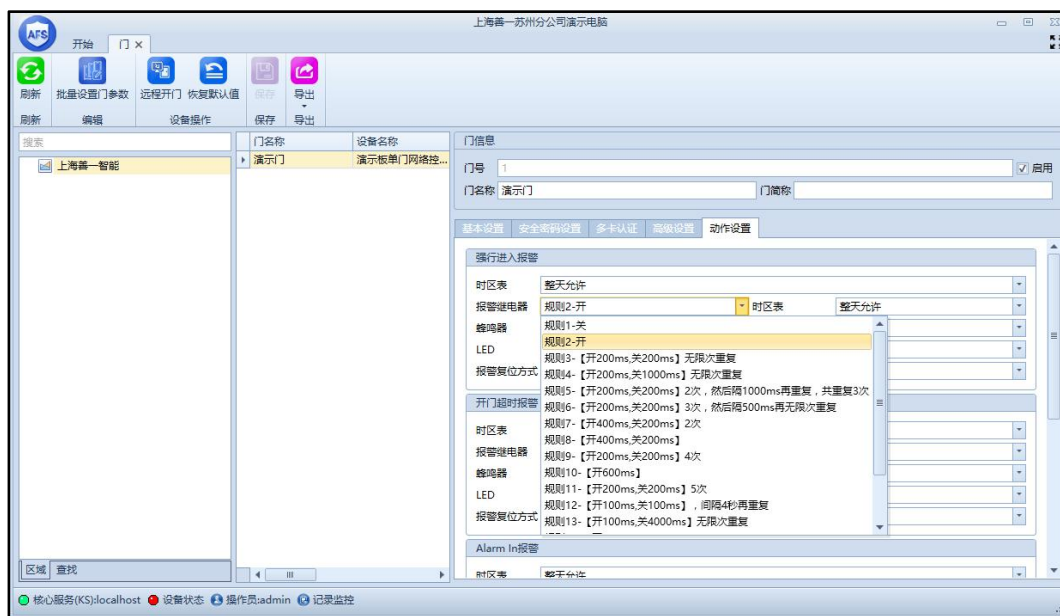 上海善一苏州分公司演示电脑
AFS
开始 门 ×
刷新 批量设置门参数 远程开门 恢复默认值 保存 导出
刷新 编辑 设备操作 保存 导出
搜索
上海善一智能
门名称 设备名称
演示门 演示板单门网络控...
门信息
门号 1 启用
门名称 演示门 门简称
基本设置 安全密码设置 多卡认证 高级设置 动作设置
强行进入报警
时区表 整天允许
报警继电器 规则2-开 时区表 整天允许
蜂鸣器
LED
报警复位方式
规则1-关
规则2-开
规则3-【开200ms,关200ms】无限次重复
规则4-【开200ms,关1000ms】无限次重复
规则5-【开200ms,关200ms】2次，然后隔1000ms再重复，共重复3次
规则6-【开200ms,关200ms】3次，然后隔500ms再无限次重复
规则7-【开400ms,关200ms】2次
规则8-【开400ms,关200ms】
规则9-【开200ms,关200ms】4次
规则10-【开600ms】
规则11-【开200ms,关200ms】5次
规则12-【开100ms,关100ms】，间隔4秒再重复
规则13-【开100ms,关4000ms】无限次重复
开门超时报警
时区表
报警继电器
蜂鸣器
LED
报警复位方式
Alarm In报警
时区表 整天允许
区域 查找
核心服务(KS):localhost 设备状态 操作员:admin 记录监控